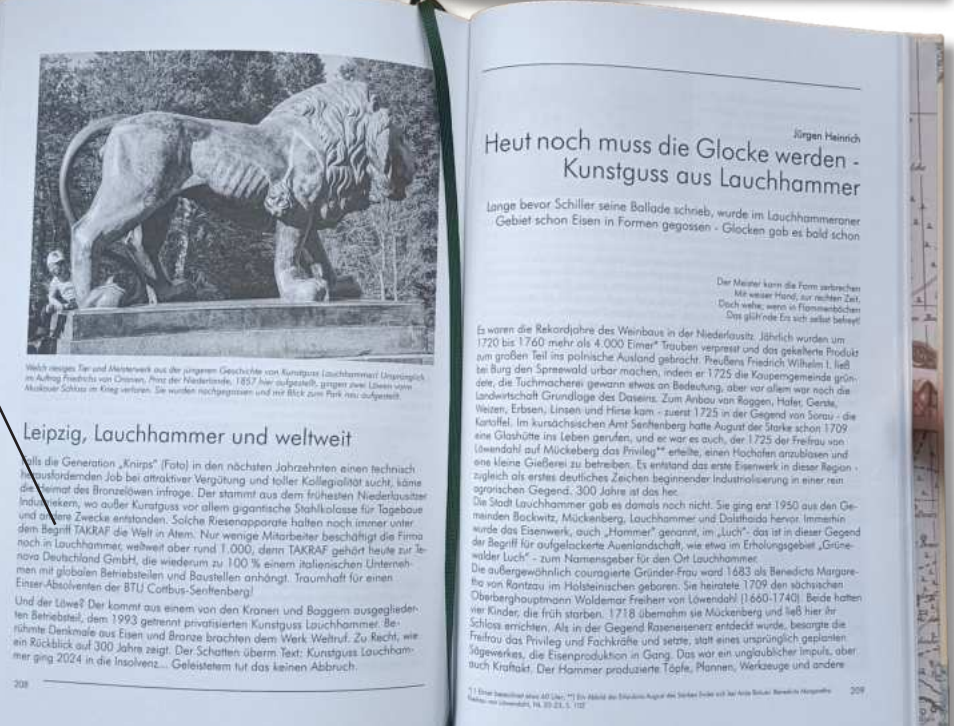 Welch riesiges Tier und Meisterwerk aus der jüngeren Geschichte von Kunstguss Lauchhammer! Ursprünglich
im Auftrag Friedrichs von Oranien, Prinz der Niederlande, 1857 hier aufgestellt, gingen zwei Löwen vorm
Muskauer Schloss im Krieg verloren. Sie wurden nachgegossen und mit Blick zum Park neu aufgestellt.
Leipzig, Lauchhammer und weltweit
Falls die Generation „Knirps" (Foto) in den nächsten Jahrzehnten einen technisch
herausfordernden Job bei attraktiver Vergütung und toller Kollegialität sucht, käme
die Heimat des Bronzelöwen infrage. Der stammt aus dem frühesten Niederlausitzer
Industriekern, wo außer Kunstguss vor allem gigantische Stahlkolosse für Tagebaue
und andere Zwecke entstanden. Solche Riesenapparate halten noch immer unter
dem Begriff TAKRAF die Welt in Atem. Nur wenige Mitarbeiter beschäftigt die Firma
noch in Lauchhammer, weltweit aber rund 1.000, denn TAKRAF gehört heute zur Te-
nova Deutschland GmbH, die wiederum zu 100 % einem italienischen Unterneh-
men mit globalen Betriebsteilen und Baustellen anhängt. Traumhaft für einen
Einser-Absolventen der BTU Cottbus-Senftenberg!
Und der Löwe? Der kommt aus einem von den Kranen und Baggern ausgeglieder-
ten Betriebsteil, dem 1993 getrennt privatisierten Kunstguss Lauchhammer. Be-
rühmte Denkmale aus Eisen und Bronze brachten dem Werk Weltruf. Zu Recht, wie
ein Rückblick auf 300 Jahre zeigt. Der Schatten überm Text: Kunstguss Lauchham-
mer ging 2024 in die Insolvenz... Geleistetem tut das keinen Abbruch.
208
Jürgen Heinrich
Heut noch muss die Glocke werden -
Kunstguss aus Lauchhammer
Lange bevor Schiller seine Ballade schrieb, wurde im Lauchhammeraner
Gebiet schon Eisen in Formen gegossen - Glocken gab es bald schon
Der Meister kann die Form zerbrechen
Mit weiser Hand, zur rechten Zeit,
Doch wehe, wenn in Flammenbächen
Das glüh'nde Erz sich selbst befreit!
Es waren die Rekordjahre des Weinbaus in der Niederlausitz. Jährlich wurden um
1720 bis 1760 mehr als 4.000 Eimer* Trauben verpresst und das gekelterte Produkt
zum großen Teil ins polnische Ausland gebracht. Preußens Friedrich Wilhelm I. ließ
bei Burg den Spreewald urbar machen, indem er 1725 die Kaupergemeinde grün-
dete, die Tuchmacherei gewann etwas an Bedeutung, aber vor allem war noch die
Landwirtschaft Grundlage des Daseins. Zum Anbau von Roggen, Hafer, Gerste,
Weizen, Erbsen, Linsen und Hirse kam - zuerst 1725 in der Gegend von Sorau - die
Kartoffel. Im kursächsischen Amt Senftenberg hatte August der Starke schon 1709
eine Glashütte ins Leben gerufen, und er war es auch, der 1725 der Freifrau von
Löwendahl auf Mückeberg das Privileg** erteilte, einen Hochofen anzublasen und
eine kleine Gießerei zu betreiben. Es entstand das erste Eisenwerk in dieser Region -
zugleich als erstes deutliches Zeichen beginnender Industrialisierung in einer rein
agrarischen Gegend. 300 Jahre ist das her.
Die Stadt Lauchhammer gab es damals noch nicht. Sie ging erst 1950 aus den Ge-
meinden Bockwitz, Mückenberg, Lauchhammer und Dolsthaida hervor. Immerhin
wurde das Eisenwerk, auch „Hammer" genannt, im „Luch"- das ist in dieser Gegend
der Begriff für aufgelockerte Auenlandschaft, wie etwa im Erholungsgebiet „Grüne-
walder Luch" - zum Namensgeber für den Ort Lauchhammer.
Die außergewöhnlich couragierte Gründer-Frau ward 1683 als Benedicta Margare-
tha von Rantzau im Holsteinischen geboren. Sie heiratete 1709 den sächsischen
Oberberghauptmann Woldemar Freiherr von Löwendahl (1660-1740). Beide hatten
vier Kinder, die früh starben. 1718 übernahm sie Mückenberg und ließ hier ihr
Schloss errichten. Als in der Gegend Rasenerz entdeckt wurde, besorgte die
Freifrau das Privileg und Fachkräfte und setzte, statt eines ursprünglich geplanten
Sägewerkes, die Eisenproduktion in Gang. Das war ein unglaublicher Impuls, aber
auch Kraftakt. Der Hammer produzierte Töpfe, Pfannen, Werkzeuge und andere
*) 1 Eimer bezeichnet etwa 60 Liter, **) Ein Abbild des Erlaubnis August des Starken findet sich bei
Freifrau von Löwendahl, NL 20-23, S. 102
209